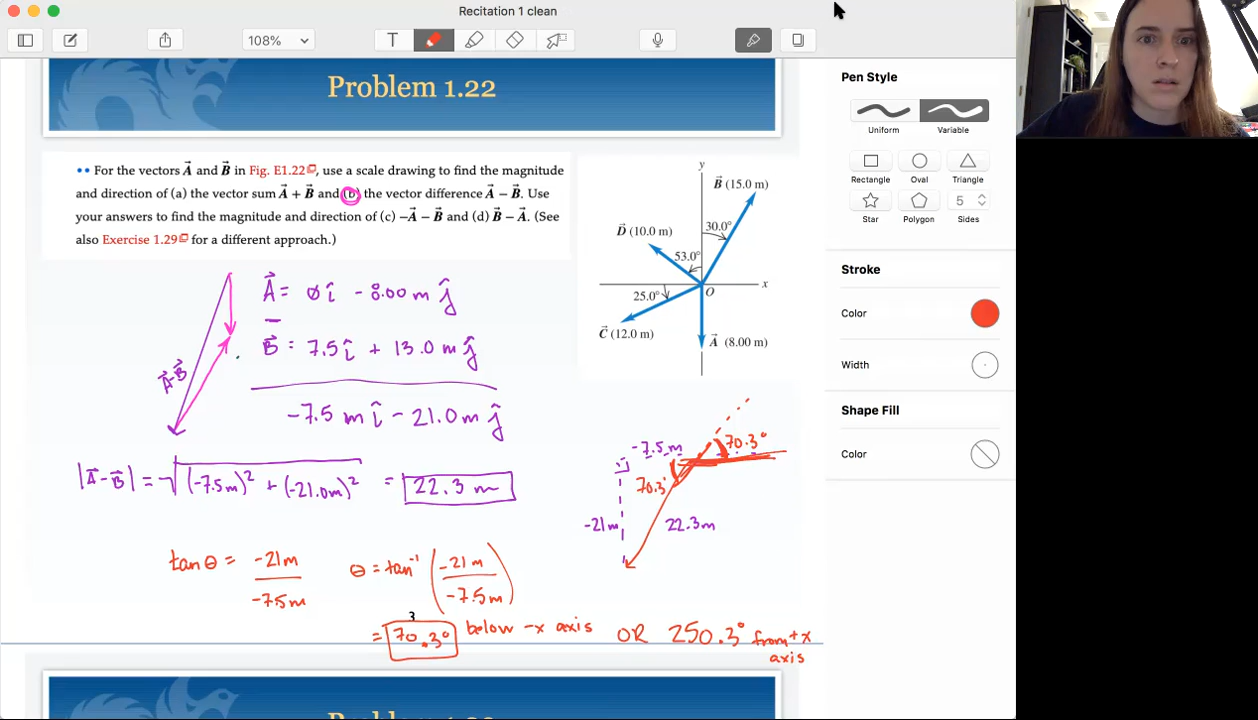 Recitation 1 clean
108%
T
Problem 1.22
•• For the vectors A⃗ and B⃗ in Fig. E1.22, use a scale drawing to find the magnitude
and direction of (a) the vector sum A⃗ + B⃗ and (b) the vector difference A⃗ − B⃗. Use
your answers to find the magnitude and direction of (c) −A⃗ − B⃗ and (d) B⃗ − A⃗. (See
also Exercise 1.29 for a different approach.)
y
B⃗ (15.0 m)
30.0°
D⃗ (10.0 m)
53.0°
x
O
25.0°
C⃗ (12.0 m)
A⃗ (8.00 m)
A⃗ = 0î - 8.00 m ĵ
B⃗ = 7.5î + 13.0 m ĵ
-7.5 m î - 21.0 m ĵ
A⃗-B⃗
|A⃗-B⃗| = √(-7.5m)² + (-21.0m)² = 22.3 m
-7.5 m
70.3°
70.3°
-21m
22.3m
tanθ = -21m / -7.5m
θ = tan⁻¹ (-21m / -7.5m)
3
= 70.3° below -x axis OR 250.3° from +x
axis
Pen Style
Uniform
Variable
Rectangle
Oval
Triangle
Star
Polygon
5
Sides
Stroke
Color
Width
Shape Fill
Color